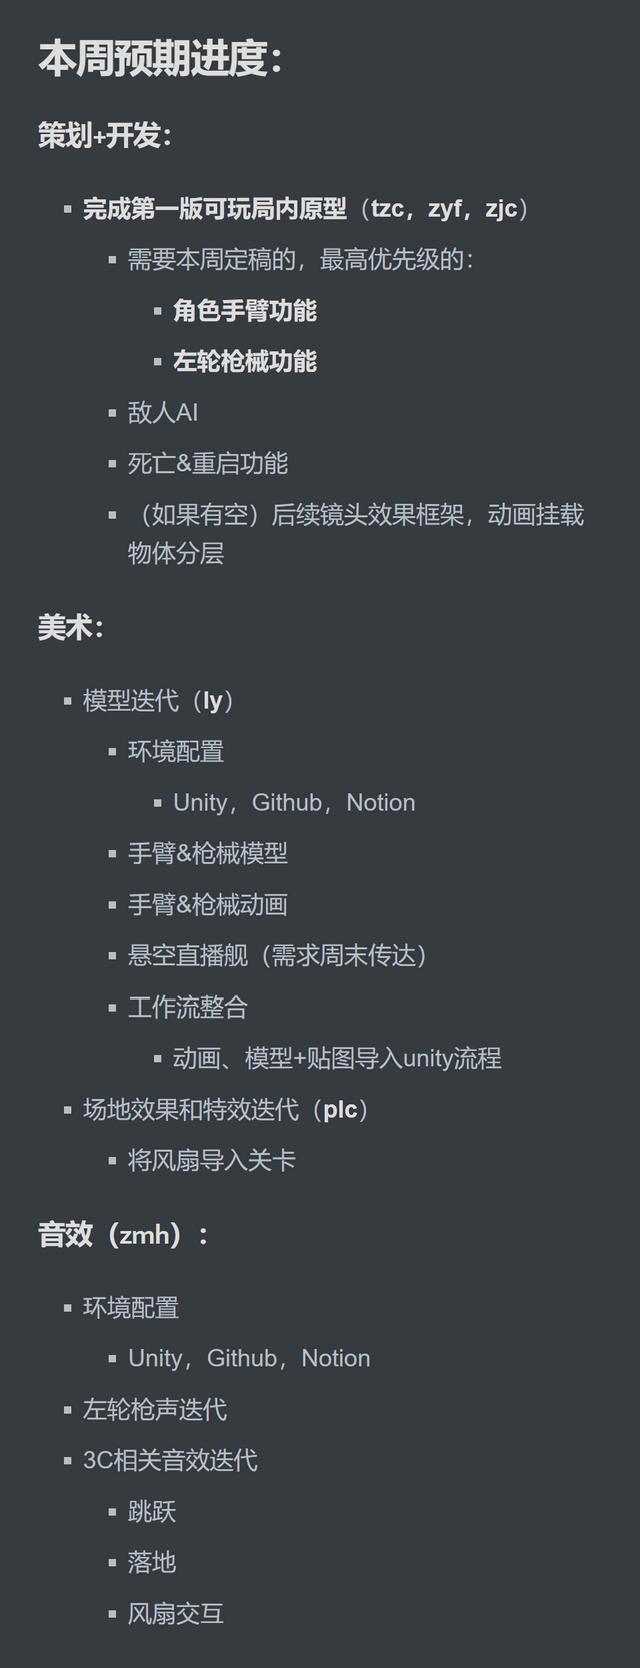 本周预期进度：
策划+开发：
完成第一版可玩局内原型（tzc，zyf，zjc）
需要本周定稿的，最高优先级的：
角色手臂功能
左轮枪械功能
敌人AI
死亡&重启功能
（如果有空）后续镜头效果框架，动画挂载
物体分层
美术：
模型迭代（ly）
环境配置
Unity，Github，Notion
手臂&枪械模型
手臂&枪械动画
悬空直播舰（需求周末传达）
工作流整合
动画、模型+贴图导入unity流程
场地效果和特效迭代（plc）
将风扇导入关卡
音效（zmh）：
环境配置
Unity，Github，Notion
左轮枪声迭代
3C相关音效迭代
跳跃
落地
风扇交互